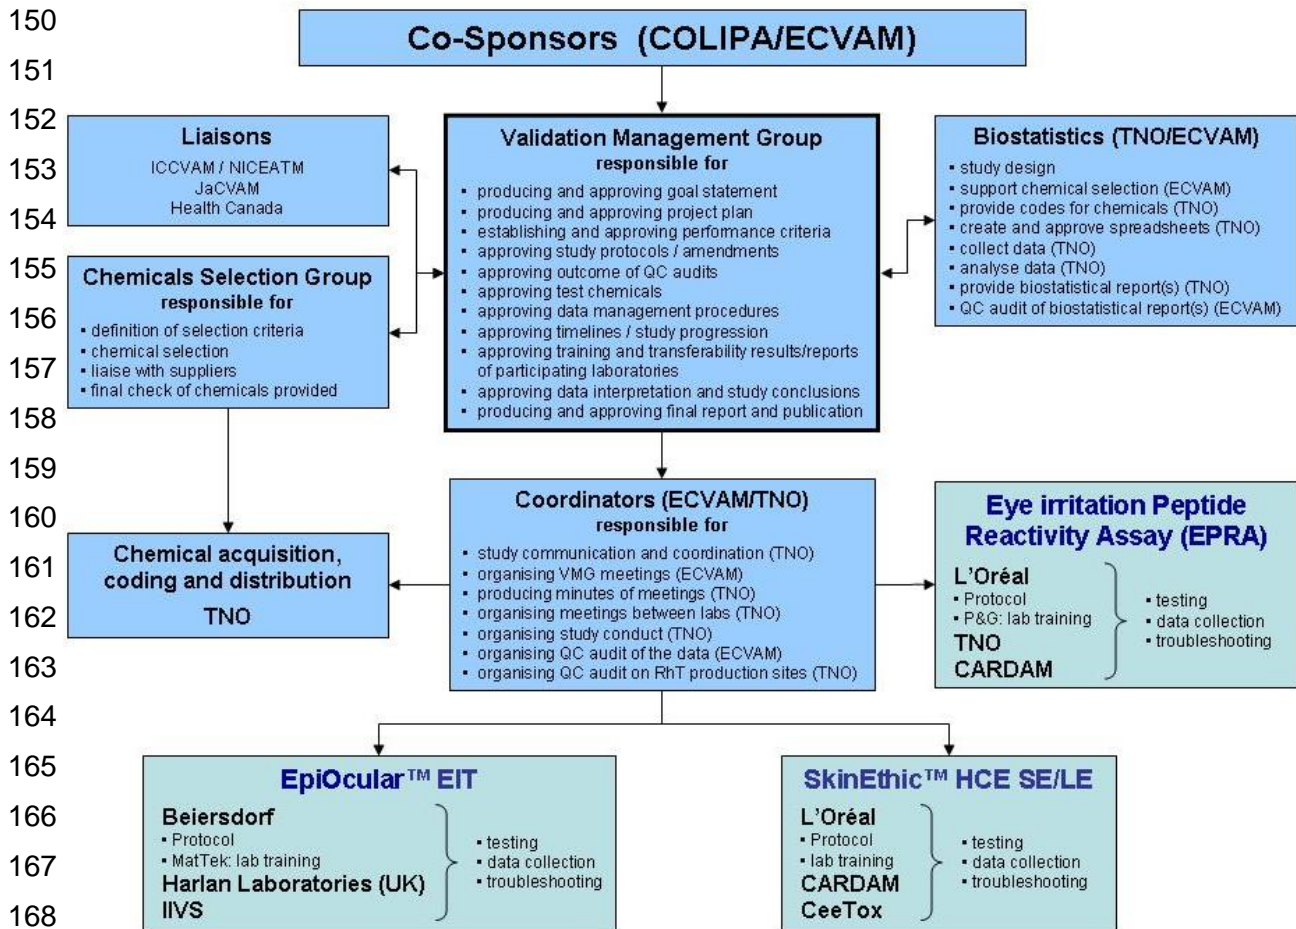 150
151
152
153
154
155
156
157
158
159
160
161
162
163
164
165
166
167
168
Co-Sponsors (COLIPA/ECVAM)
Liaisons
ICCVAM / NICEATM
JaCVAM
Health Canada
Chemicals Selection Group
responsible for
▪ definition of selection criteria
▪ chemical selection
▪ liaise with suppliers
▪ final check of chemicals provided
Validation Management Group
responsible for
▪ producing and approving goal statement
▪ producing and approving project plan
▪ establishing and approving performance criteria
▪ approving study protocols / amendments
▪ approving outcome of QC audits
▪ approving test chemicals
▪ approving data management procedures
▪ approving timelines / study progression
▪ approving training and transferability results/reports
of participating laboratories
▪ approving data interpretation and study conclusions
▪ producing and approving final report and publication
Biostatistics (TNO/ECVAM)
▪ study design
▪ support chemical selection (ECVAM)
▪ provide codes for chemicals (TNO)
▪ create and approve spreadsheets (TNO)
▪ collect data (TNO)
▪ analyse data (TNO)
▪ provide biostatistical report(s) (TNO)
▪ QC audit of biostatistical report(s) (ECVAM)
Chemical acquisition,
coding and distribution
TNO
Coordinators (ECVAM/TNO)
responsible for
▪ study communication and coordination (TNO)
▪ organising VMG meetings (ECVAM)
▪ producing minutes of meetings (TNO)
▪ organising meetings between labs (TNO)
▪ organising study conduct (TNO)
▪ organising QC audit of the data (ECVAM)
▪ organising QC audit on RhT production sites (TNO)
Eye irritation Peptide
Reactivity Assay (EPRA)
L'Oréal
▪ Protocol
▪ P&G: lab training
TNO
CARDAM
▪ testing
▪ data collection
▪ troubleshooting
EpiOcular™ EIT
Beiersdorf
▪ Protocol
▪ MatTek: lab training
Harlan Laboratories (UK)
IIVS
▪ testing
▪ data collection
▪ troubleshooting
SkinEthic™ HCE SE/LE
L'Oréal
▪ Protocol
▪ lab training
CARDAM
CeeTox
▪ testing
▪ data collection
▪ troubleshooting